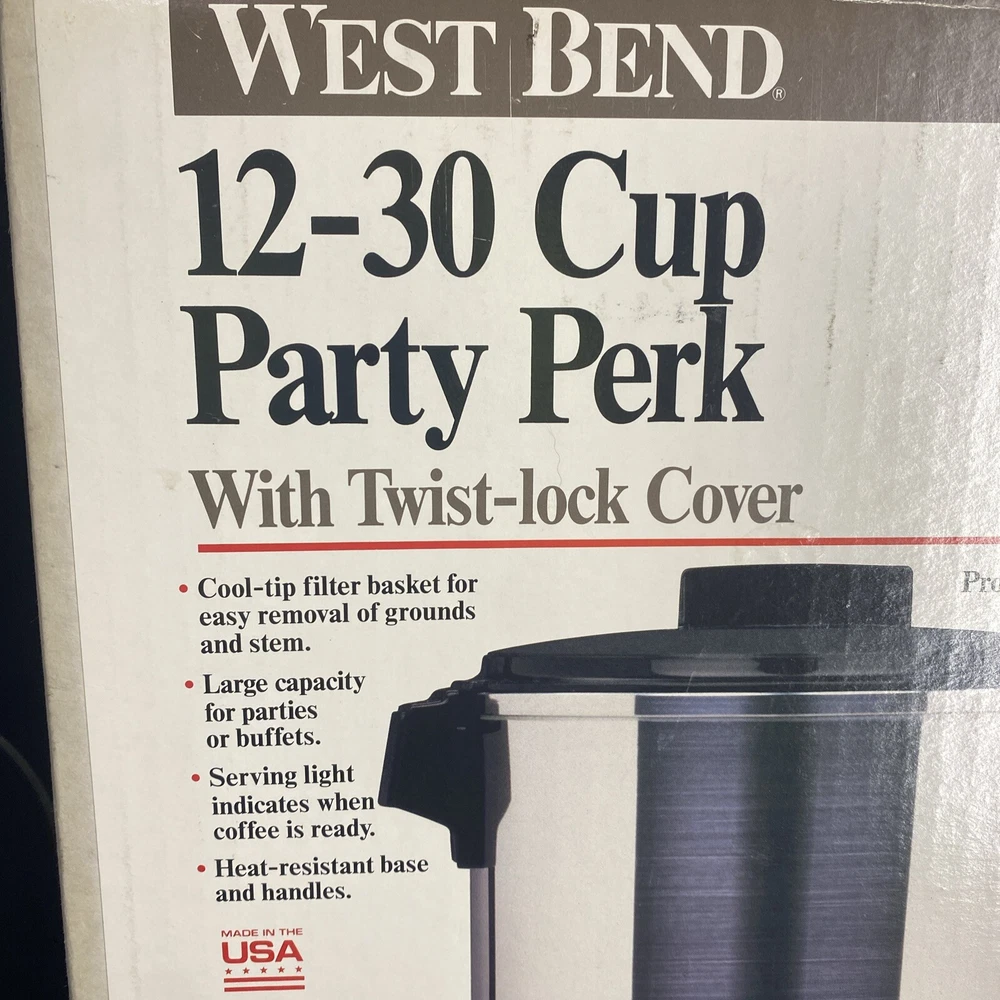 WEST BEND®
12-30 Cup
Party Perk
With Twist-lock Cover
• Cool-tip filter basket for
easy removal of grounds
and stem.
• Large capacity
for parties
or buffets.
• Serving light
indicates when
coffee is ready.
• Heat-resistant base
and handles.
MADE IN THE
USA